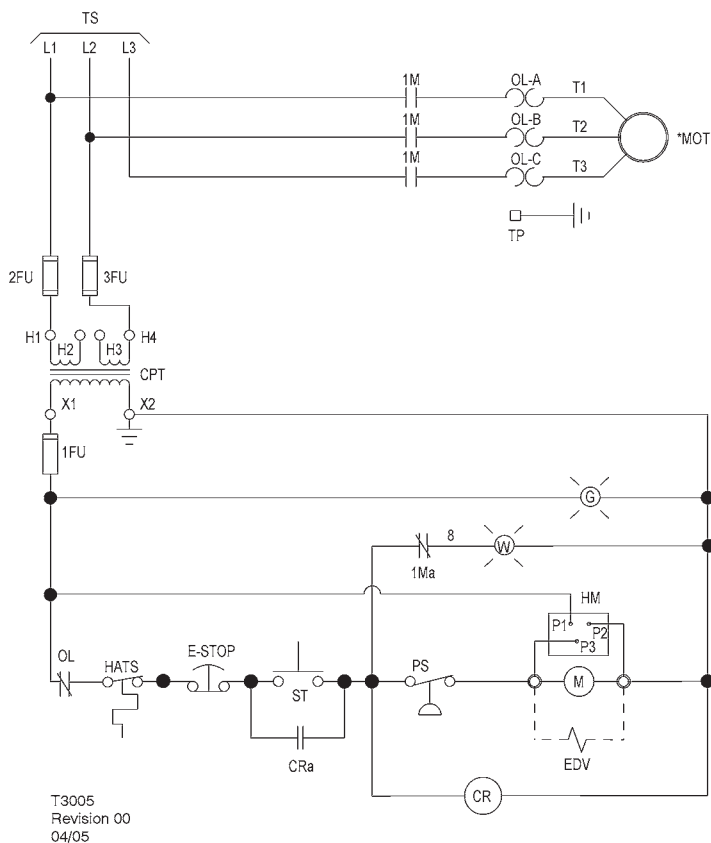 TS
L1 L2 L3
1M OL-A T1
1M OL-B T2 *MOT
1M OL-C T3
TP
2FU 3FU
H1 H2 H3 H4
CPT
X1 X2
1FU
G
8 W
1Ma
HM
P1 P2
P3
OL HATS E-STOP PS
M
ST
CRa EDV
CR
T3005
Revision 00
04/05